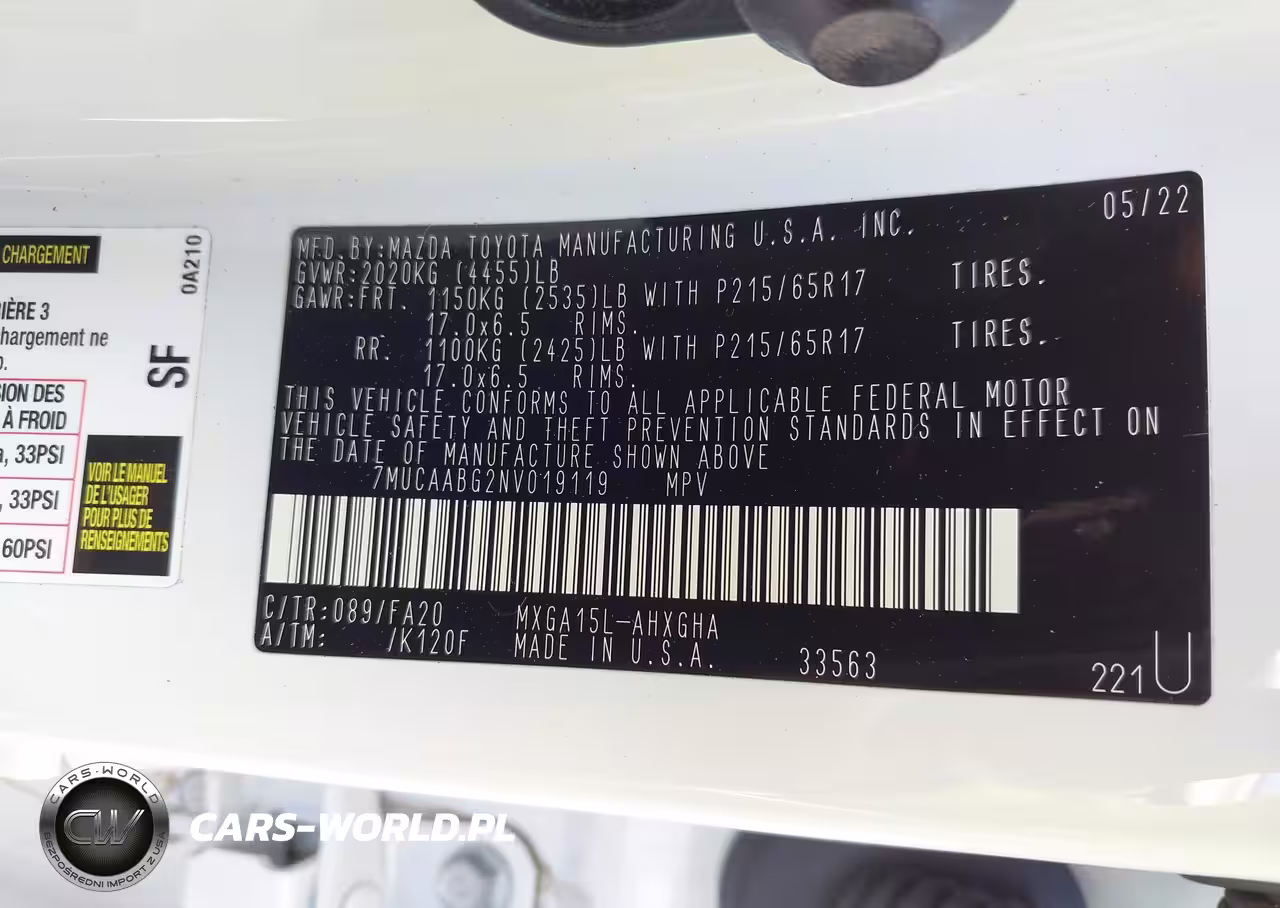 CHARGEMENT
0A210
IÈRE 3
hargement ne
SF
SION DES
À FROID
, 33PSI
, 33PSI
60PSI
VOIR LE MANUEL
DE L'USAGER
POUR PLUS DE
RENSEIGNEMENTS
05/22
MFD.BY:MAZDA TOYOTA MANUFACTURING U.S.A. INC.
GVWR:2020KG (4455)LB
GAWR:FRT. 1150KG (2535)LB WITH P215/65R17 TIRES.
17.0x6.5 RIMS.
RR. 1100KG (2425)LB WITH P215/65R17 TIRES.
17.0x6.5 RIMS.
THIS VEHICLE CONFORMS TO ALL APPLICABLE FEDERAL MOTOR
VEHICLE SAFETY AND THEFT PREVENTION STANDARDS IN EFFECT ON
THE DATE OF MANUFACTURE SHOWN ABOVE
7MUCAABG2NV019119 MPV
C/TR:089/FA20 MXGA15L-AHXGHA
A/TM: /K120F MADE IN U.S.A. 33563
221U
CARS-WORLD
CW
BEZPOŚREDNI IMPORT Z USA
CARS-WORLD.PL